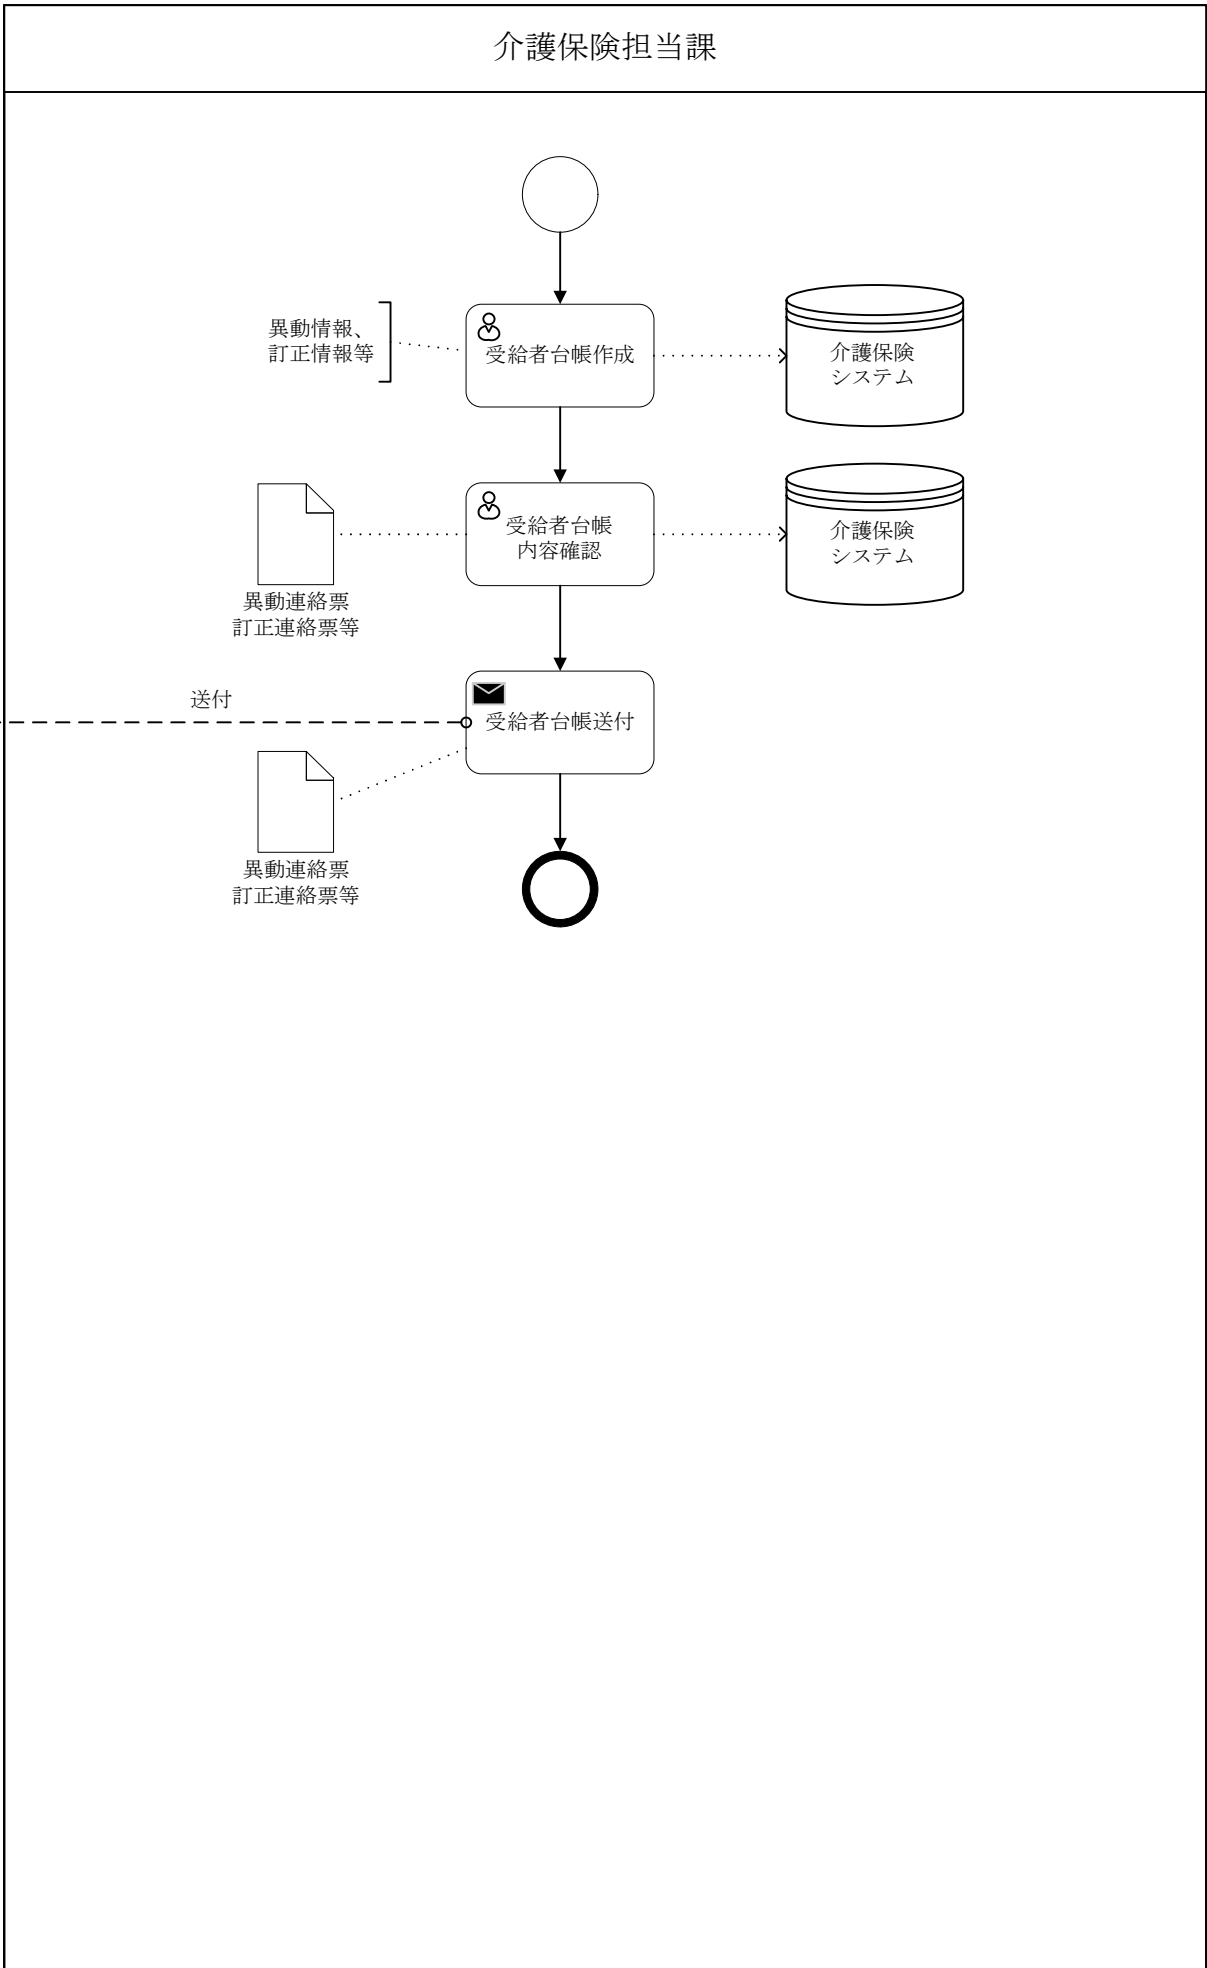 介護保険担当課
異動情報、
訂正情報等
受給者台帳作成
介護保険
システム
受給者台帳
内容確認
介護保険
システム
異動連絡票
訂正連絡票等
送付
受給者台帳送付
異動連絡票
訂正連絡票等